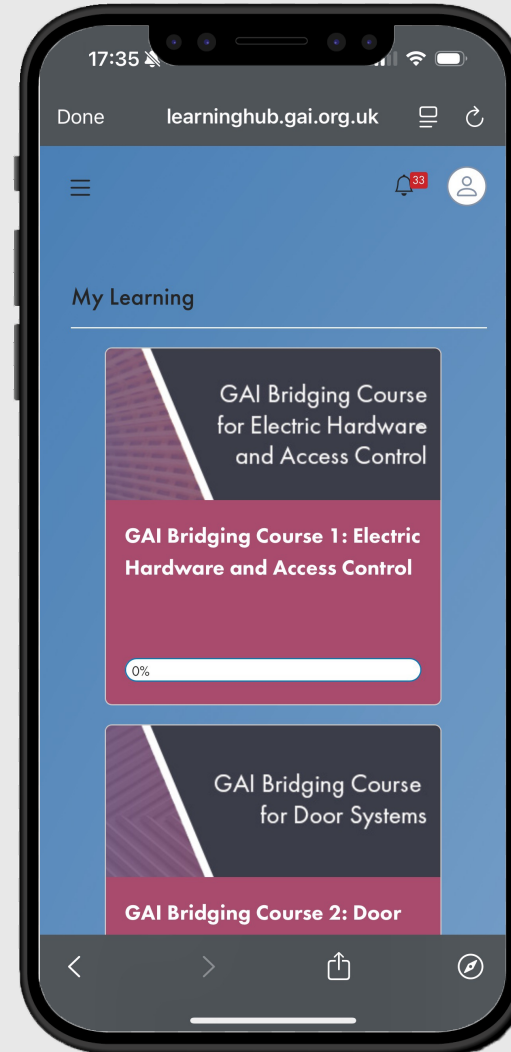 17:35
Done learninghub.gai.org.uk
33
My Learning
GAI Bridging Course
for Electric Hardware
and Access Control
GAI Bridging Course 1: Electric
Hardware and Access Control
0%
GAI Bridging Course
for Door Systems
GAI Bridging Course 2: Door